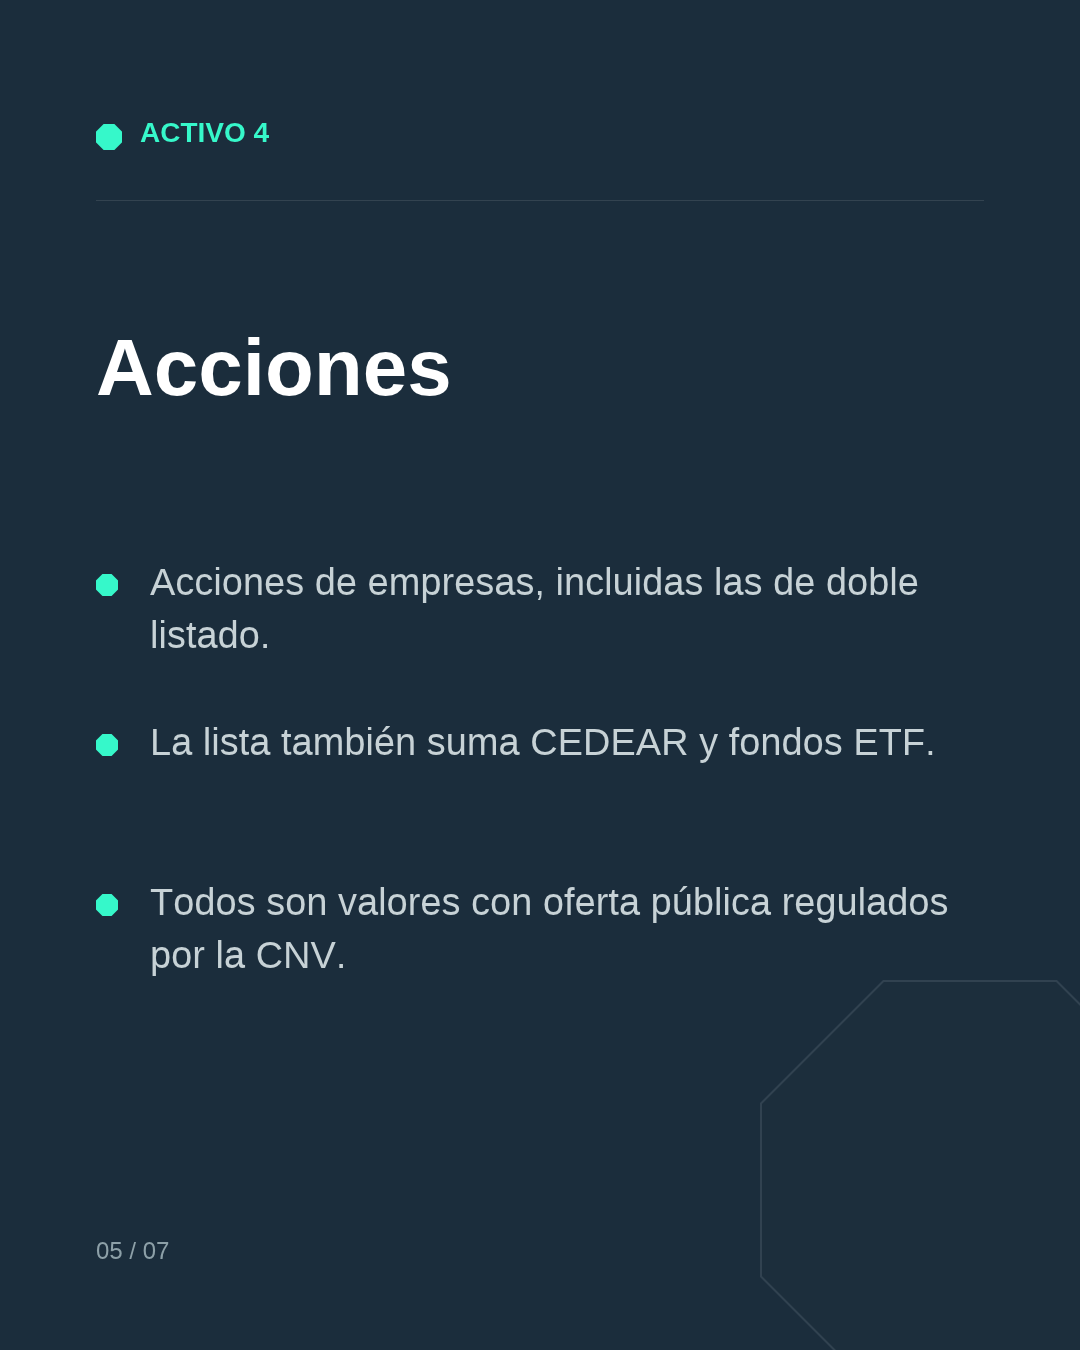 ACTIVO 4
Acciones
Acciones de empresas, incluidas las de doble
listado.
La lista también suma CEDEAR y fondos ETF.
Todos son valores con oferta pública regulados
por la CNV.
05 / 07